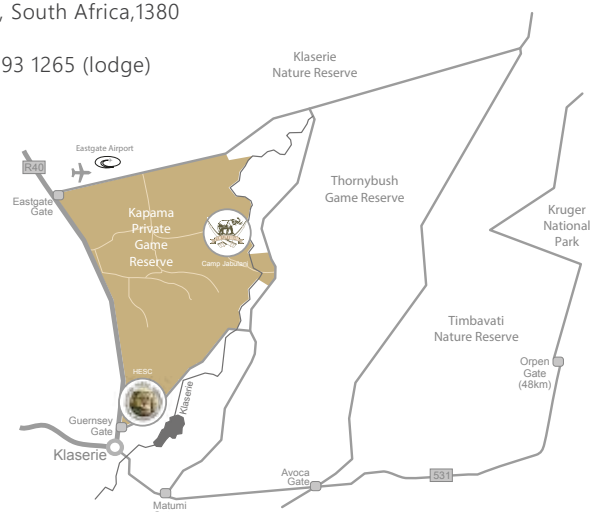 , South Africa,1380
93 1265 (lodge)
Klaserie
Nature Reserve
Eastgate Airport
R40
Eastgate
Gate
Kapama
Private
Game
Reserve
Camp Jabulani
Thornybush
Game Reserve
Kruger
National
Park
Timbavati
Nature Reserve
Orpen
Gate
(48km)
HESC
Klaserie
Guernsey
Gate
Klaserie
Avoca
Gate
531
Matumi